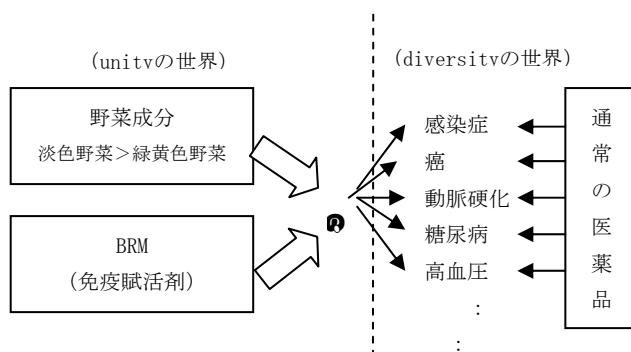 (unitvの世界)
(diversitvの世界)
野菜成分
淡色野菜＞緑黄色野菜
BRM
(免疫賦活剤)
?
感染症
癌
動脈硬化
糖尿病
高血圧
:
:
通常の医薬品